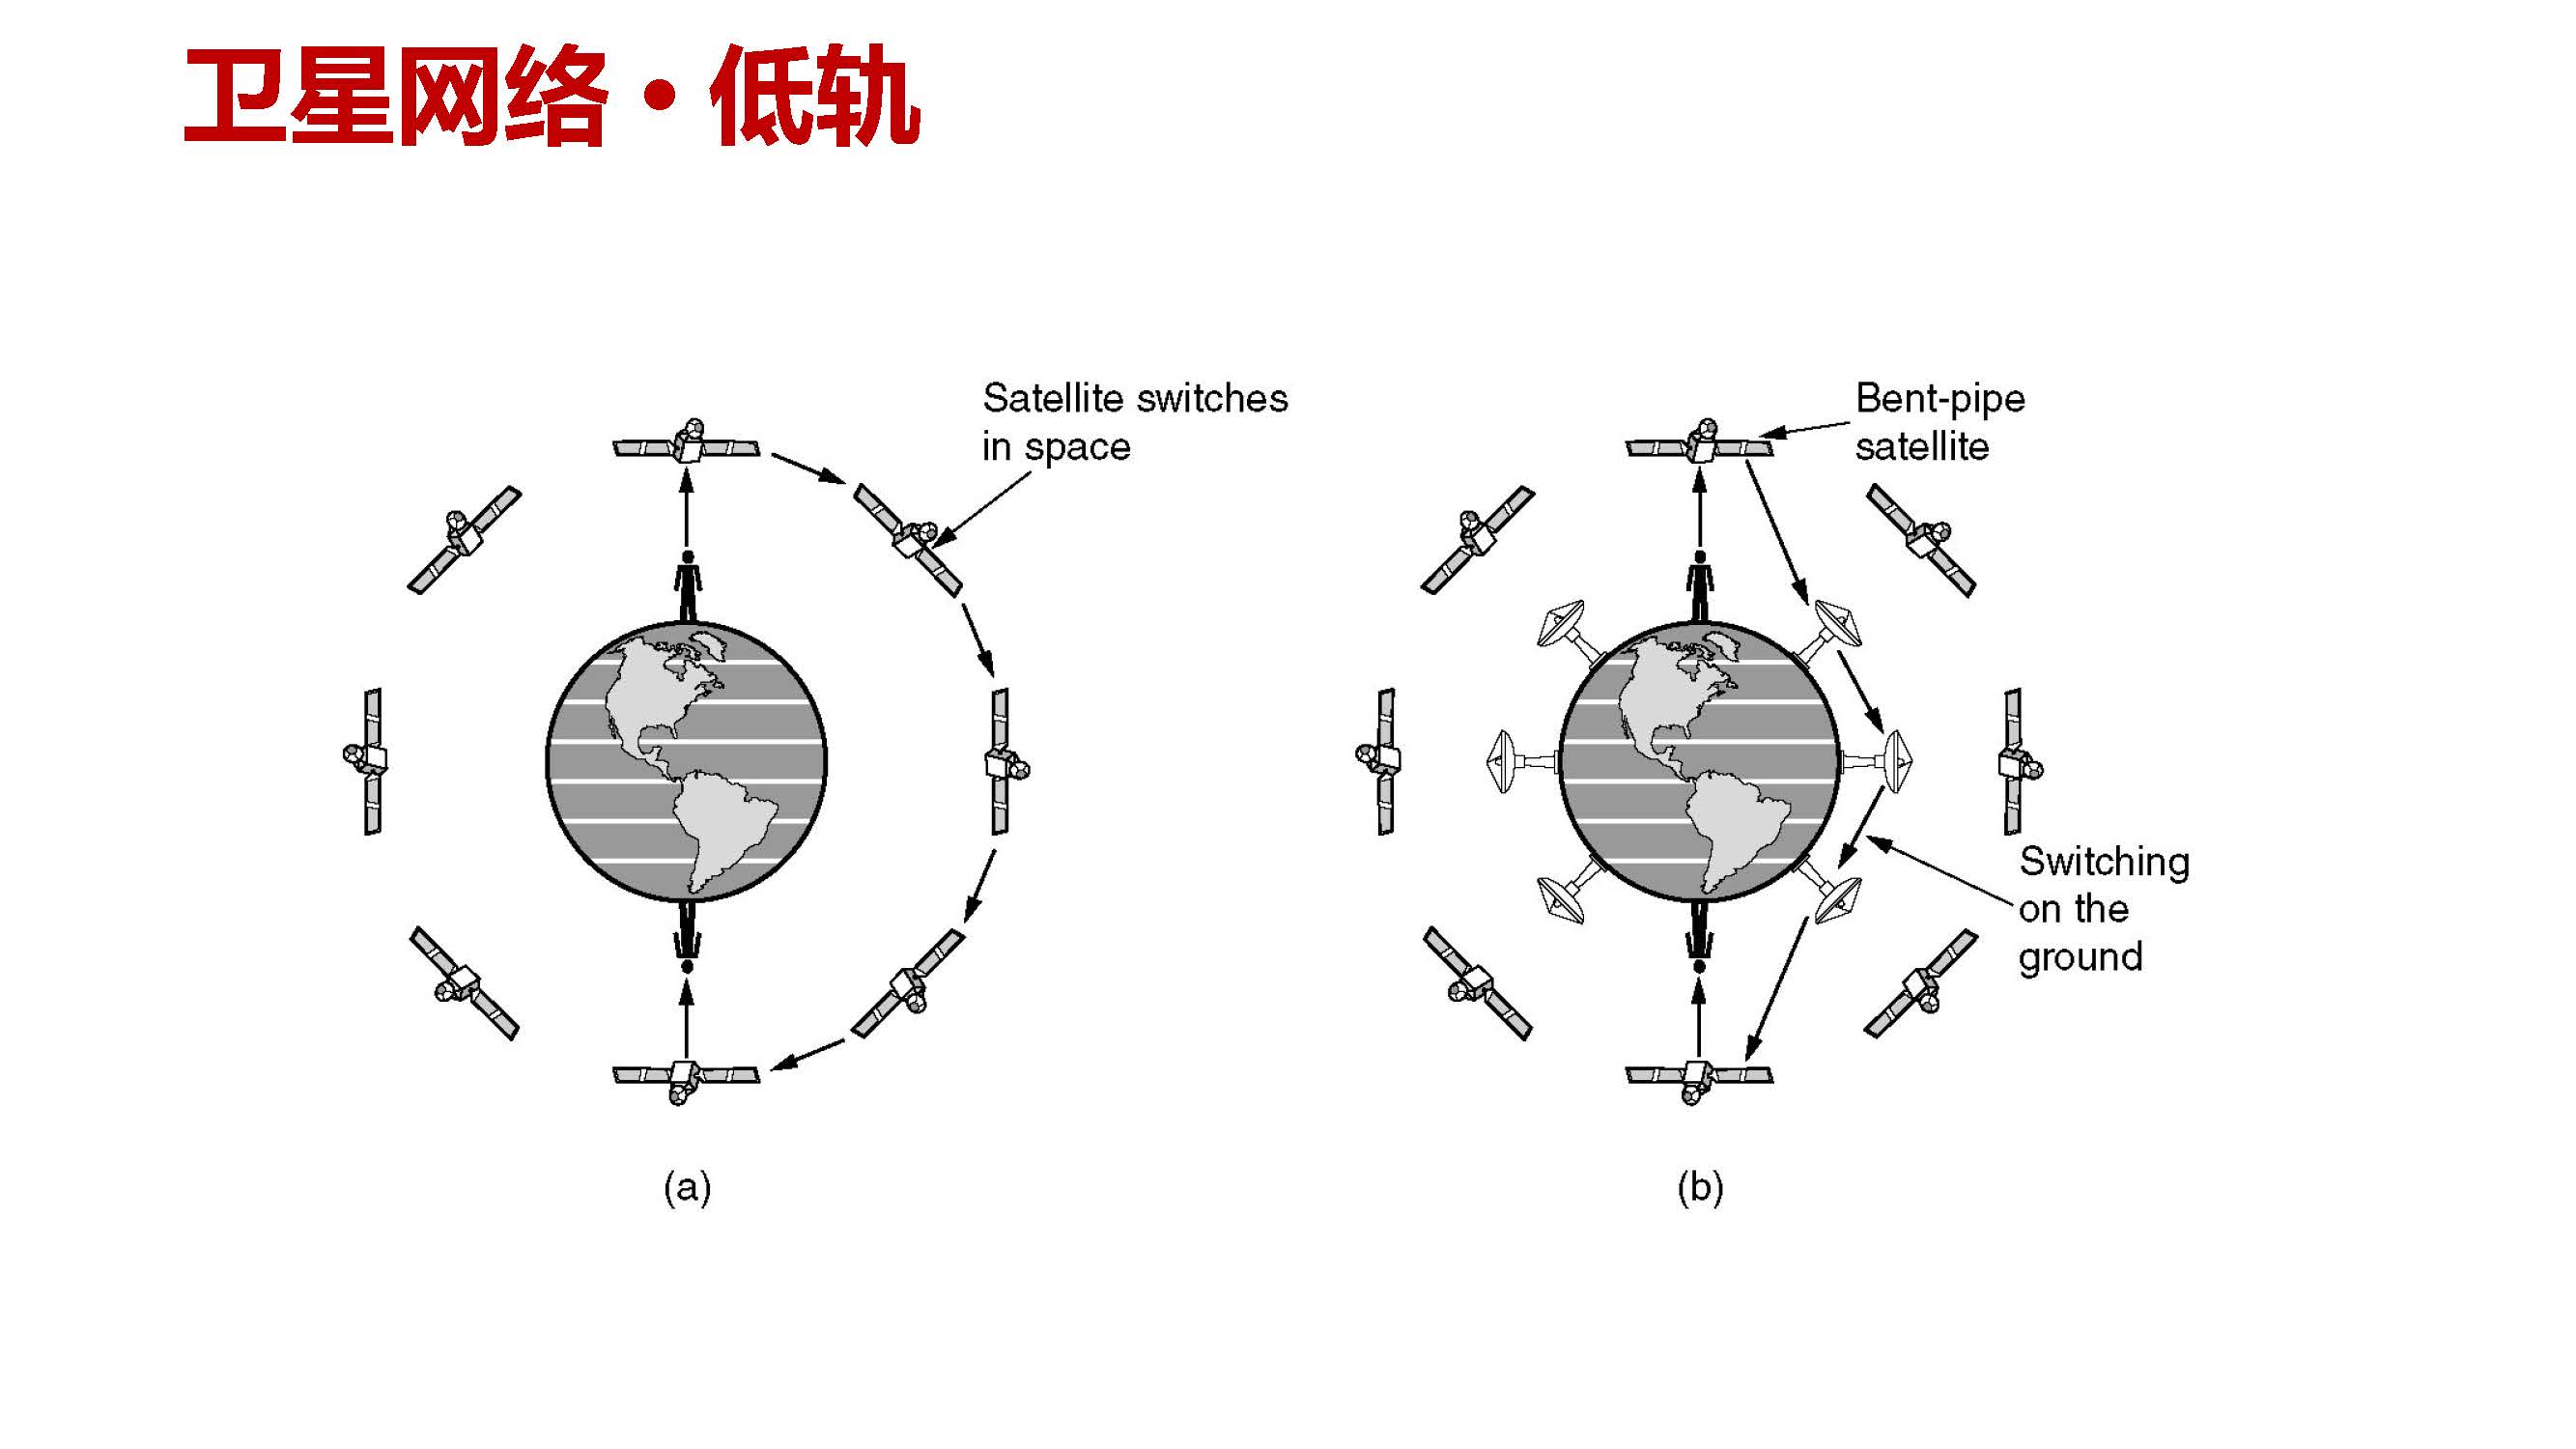 卫星网络•低轨
Satellite switches
in space
Bent-pipe
satellite
Switching
on the
ground
(a)
(b)